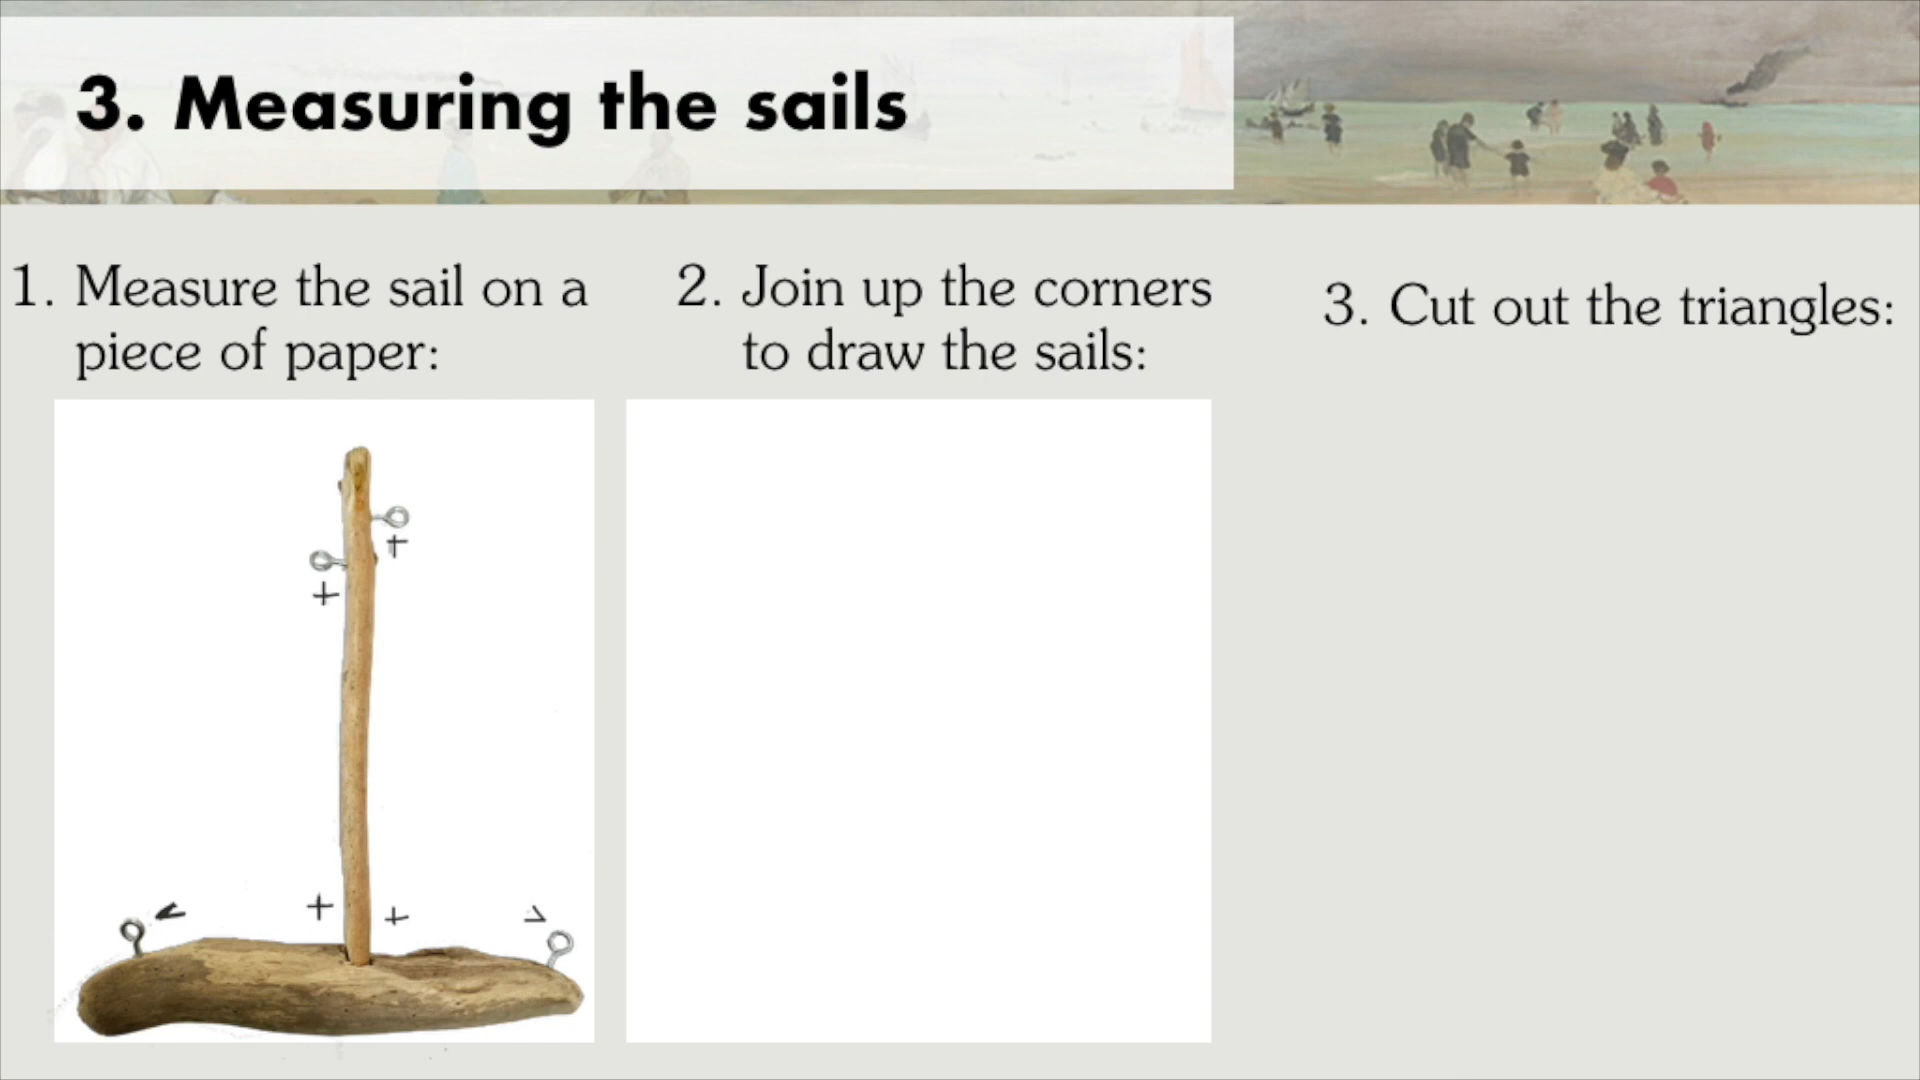 3. Measuring the sails
1. Measure the sail on a
piece of paper:
2. Join up the corners
to draw the sails:
3. Cut out the triangles: